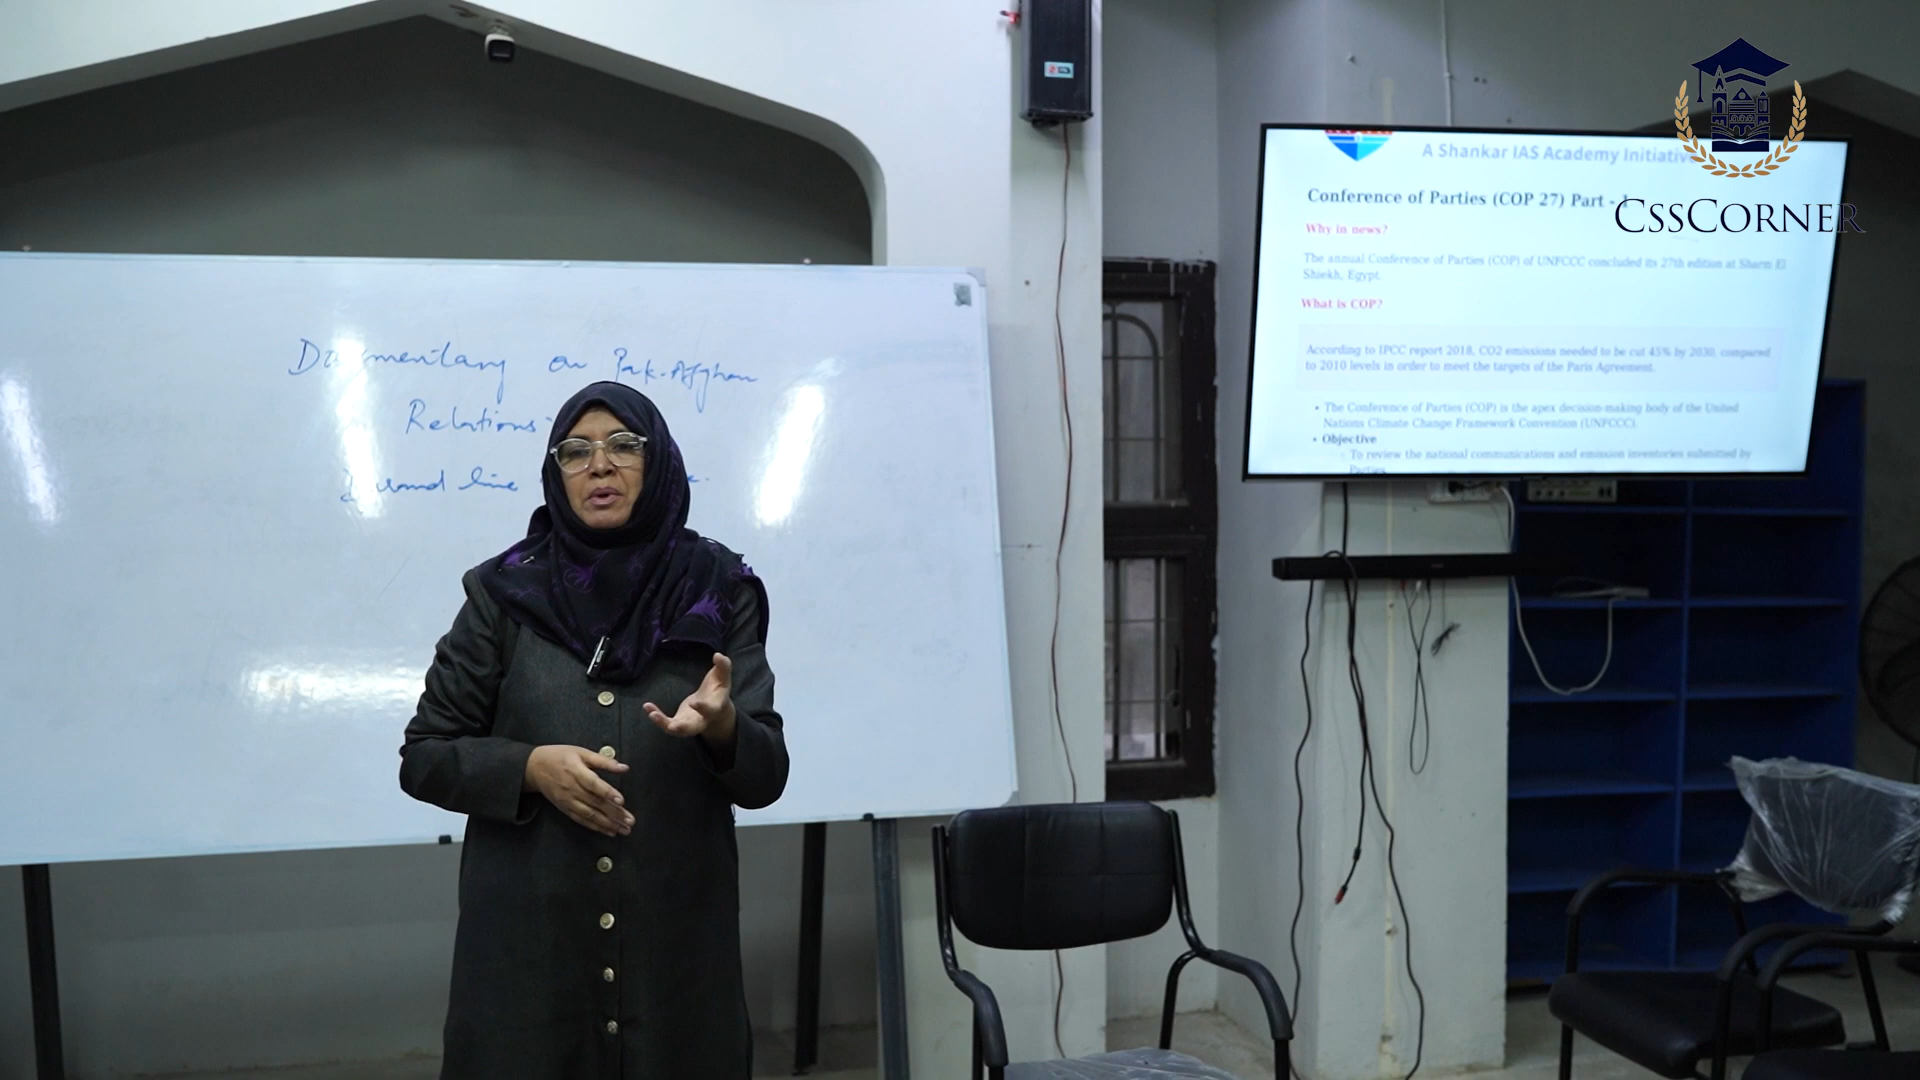 Documentary on Pak-Afghan
Relations:
Durand line
A Shankar IAS Academy Initiative
Conference of Parties (COP 27) Part -
Why in news?
The annual Conference of Parties (COP) of UNFCCC concluded its 27th edition at Sharm El
Shiekh, Egypt.
What is COP?
According to IPCC report 2018, CO2 emissions needed to be cut 45% by 2030, compared
to 2010 levels in order to meet the targets of the Paris Agreement.
• The Conference of Parties (COP) is the apex decision-making body of the United
Nations Climate Change Framework Convention (UNFCCC).
• Objective
◦ To review the national communications and emission inventories submitted by
Parties
CSSCORNER